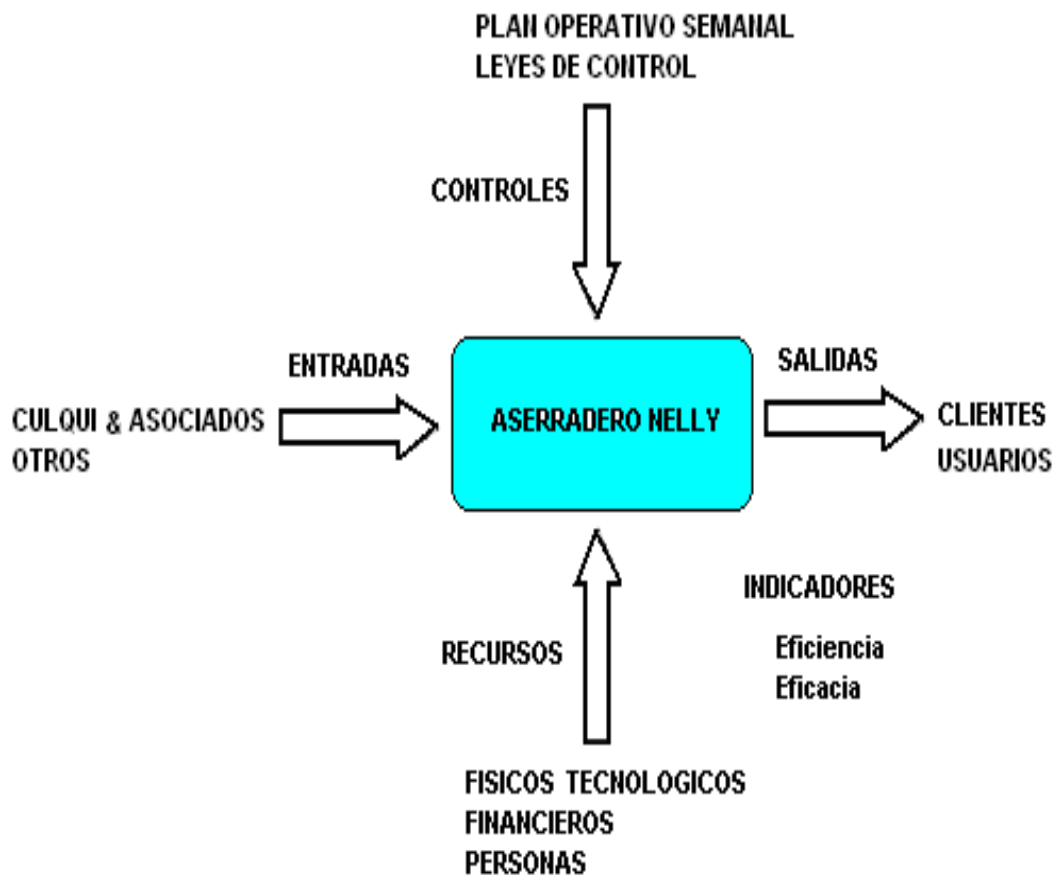 PLAN OPERATIVO SEMANAL
LEYES DE CONTROL
CONTROLES
ENTRADAS
SALIDAS
CULQUI & ASOCIADOS
OTROS
ASERRADERO NELLY
CLIENTES
USUARIOS
INDICADORES
Eficiencia
Eficacia
RECURSOS
FISICOS TECNOLOGICOS
FINANCIEROS
PERSONAS